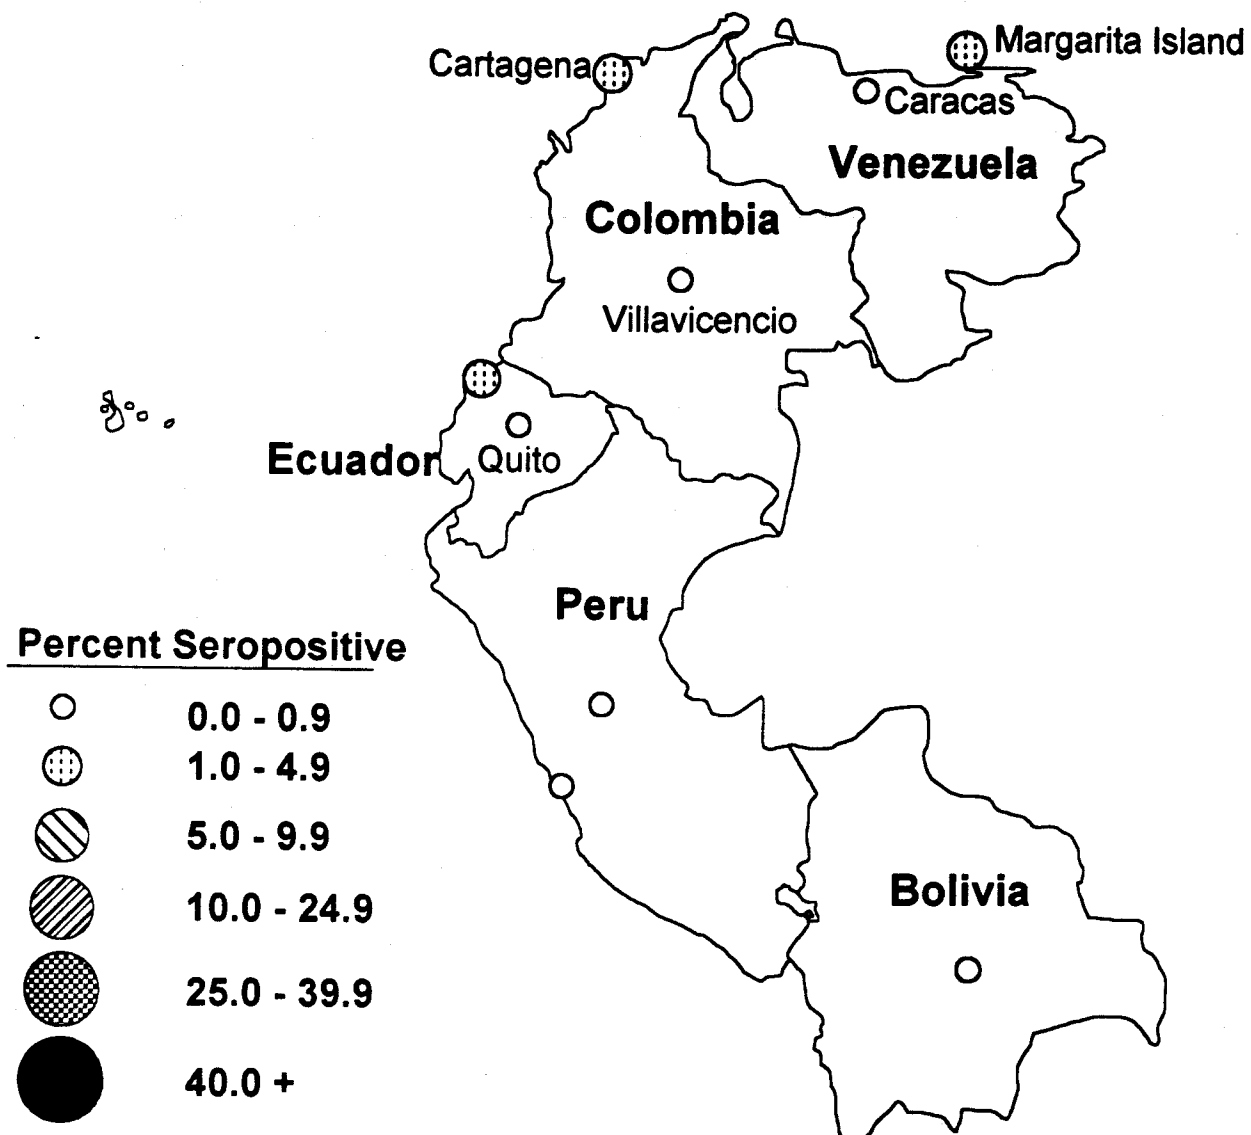 Margarita Island
Cartagena
Caracas
Venezuela
Colombia
Villavicencio
Ecuador
Quito
Peru
Percent Seropositive
0.0 - 0.9
1.0 - 4.9
5.0 - 9.9
10.0 - 24.9
25.0 - 39.9
40.0 +
Bolivia